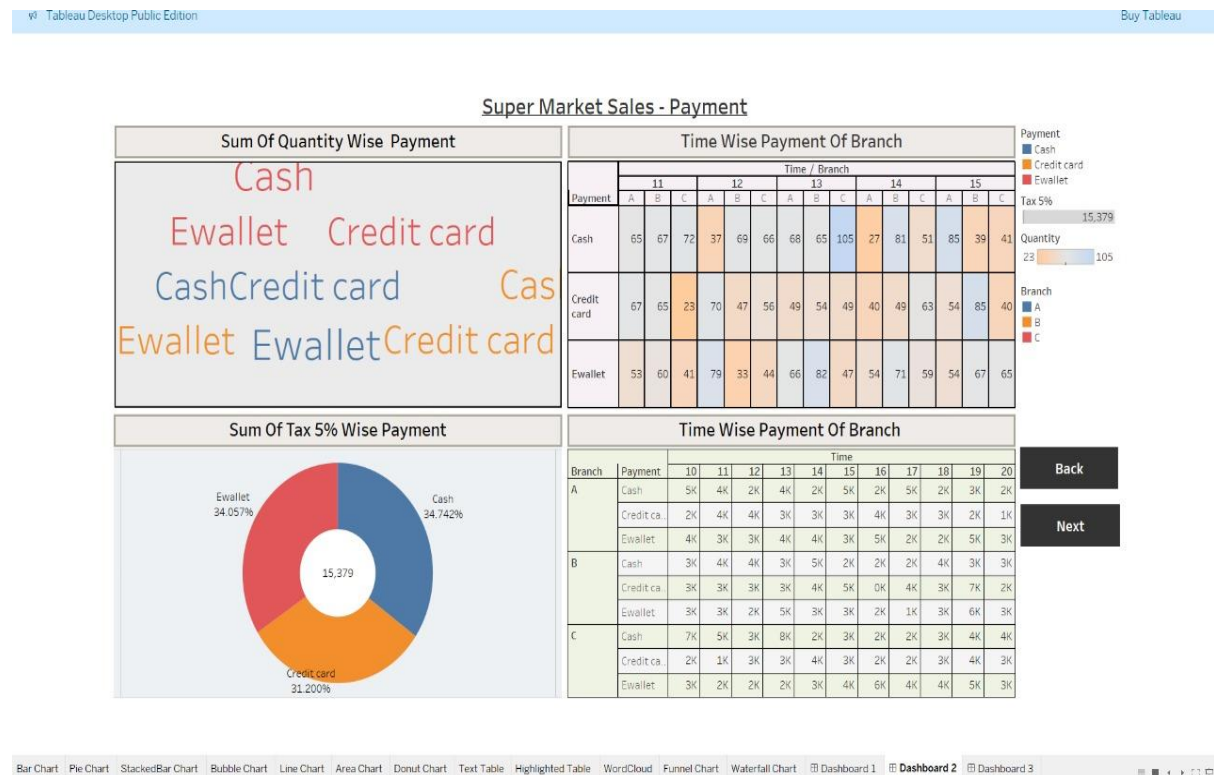 Tableau Desktop Public Edition Buy Tableau
Super Market Sales - Payment
Sum Of Quantity Wise Payment
Cash
Ewallet Credit card
CashCredit card Cas
Ewallet Ewallet Credit card
Time Wise Payment Of Branch
Time / Branch
11 12 13 14 15
Payment A B C A B C A B C A B C A B C
Cash 65 67 72 37 69 66 68 65 105 27 81 51 85 39 41
Credit card 67 65 23 70 47 56 49 54 49 40 49 63 54 85 40
Ewallet 53 60 41 79 33 44 66 82 47 54 71 59 54 67 65
Payment
Cash
Credit card
Ewallet
Tax 5%
15,379
Quantity
23 105
Branch
A
B
C
Sum Of Tax 5% Wise Payment
Ewallet
34.057%
Cash
34.742%
15,379
Credit card
31.200%
Time Wise Payment Of Branch
Time
Branch Payment 10 11 12 13 14 15 16 17 18 19 20
A Cash 5K 4K 2K 4K 2K 5K 2K 5K 2K 3K 2K
Credit ca.. 2K 4K 4K 3K 3K 3K 4K 3K 3K 2K 1K
Ewallet 4K 3K 3K 4K 4K 3K 5K 2K 2K 5K 3K
B Cash 3K 4K 4K 3K 5K 2K 2K 2K 4K 3K 3K
Credit ca.. 3K 3K 3K 3K 4K 5K 0K 4K 3K 7K 2K
Ewallet 3K 3K 2K 5K 3K 3K 2K 1K 3K 6K 3K
C Cash 7K 5K 3K 8K 2K 3K 2K 2K 3K 4K 4K
Credit ca.. 2K 1K 3K 3K 4K 3K 2K 2K 3K 4K 3K
Ewallet 3K 2K 2K 2K 3K 4K 6K 4K 4K 5K 3K
Back
Next
Bar Chart Pie Chart StackedBar Chart Bubble Chart Line Chart Area Chart Donut Chart Text Table Highlighted Table WordCloud Funnel Chart Waterfall Chart Dashboard 1 Dashboard 2 Dashboard 3